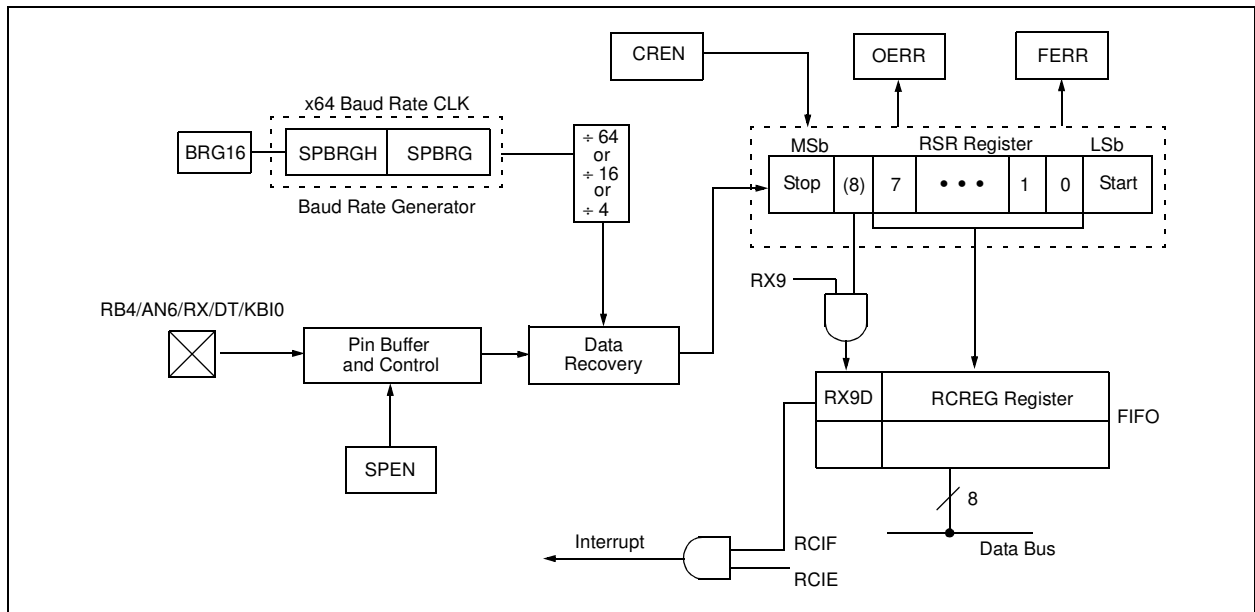 CREN
OERR
FERR
x64 Baud Rate CLK
BRG16
SPBRGH
SPBRG
Baud Rate Generator
÷ 64
or
÷ 16
or
÷ 4
MSb
RSR Register
LSb
Stop
(8)
7
• • •
1
0
Start
RX9
RB4/AN6/RX/DT/KBI0
Pin Buffer
and Control
Data
Recovery
SPEN
RX9D
RCREG Register
FIFO
8
Data Bus
Interrupt
RCIF
RCIE